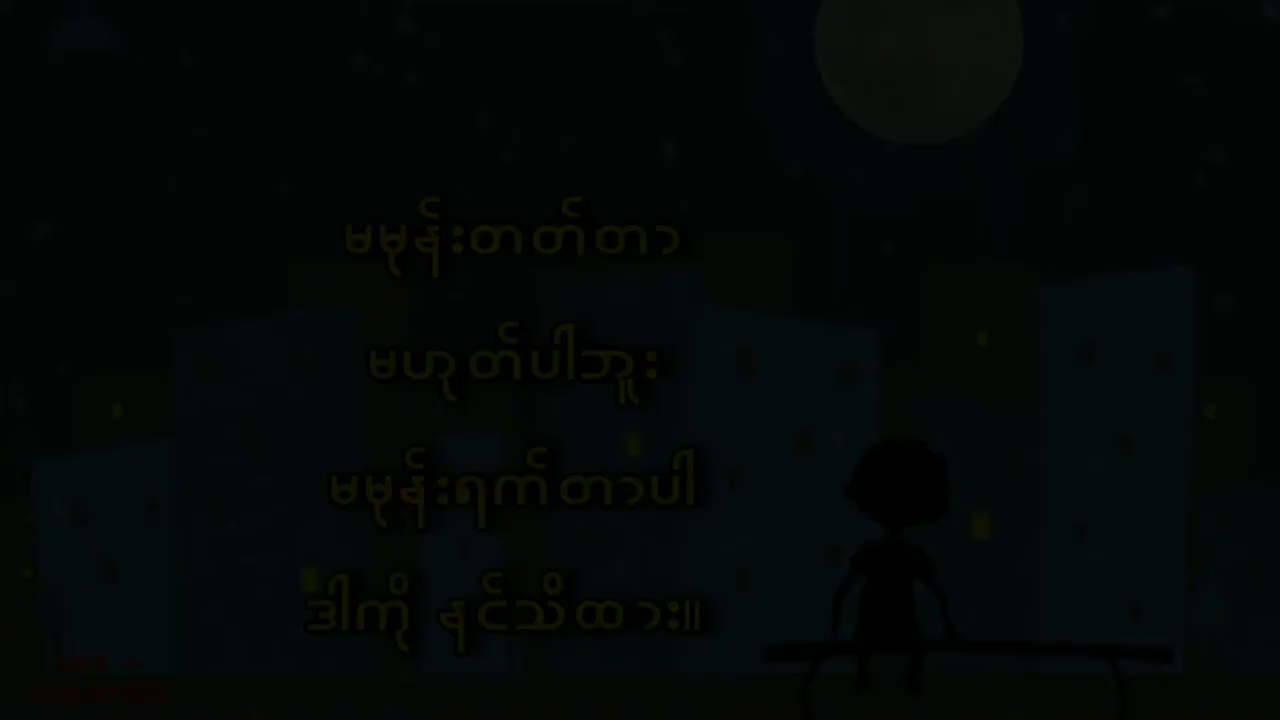 မမုန်းတတ်တာ
မဟုတ်ပါဘူး
မမုန်းရက်တာပါ
ဒါကို နင်သိထား။